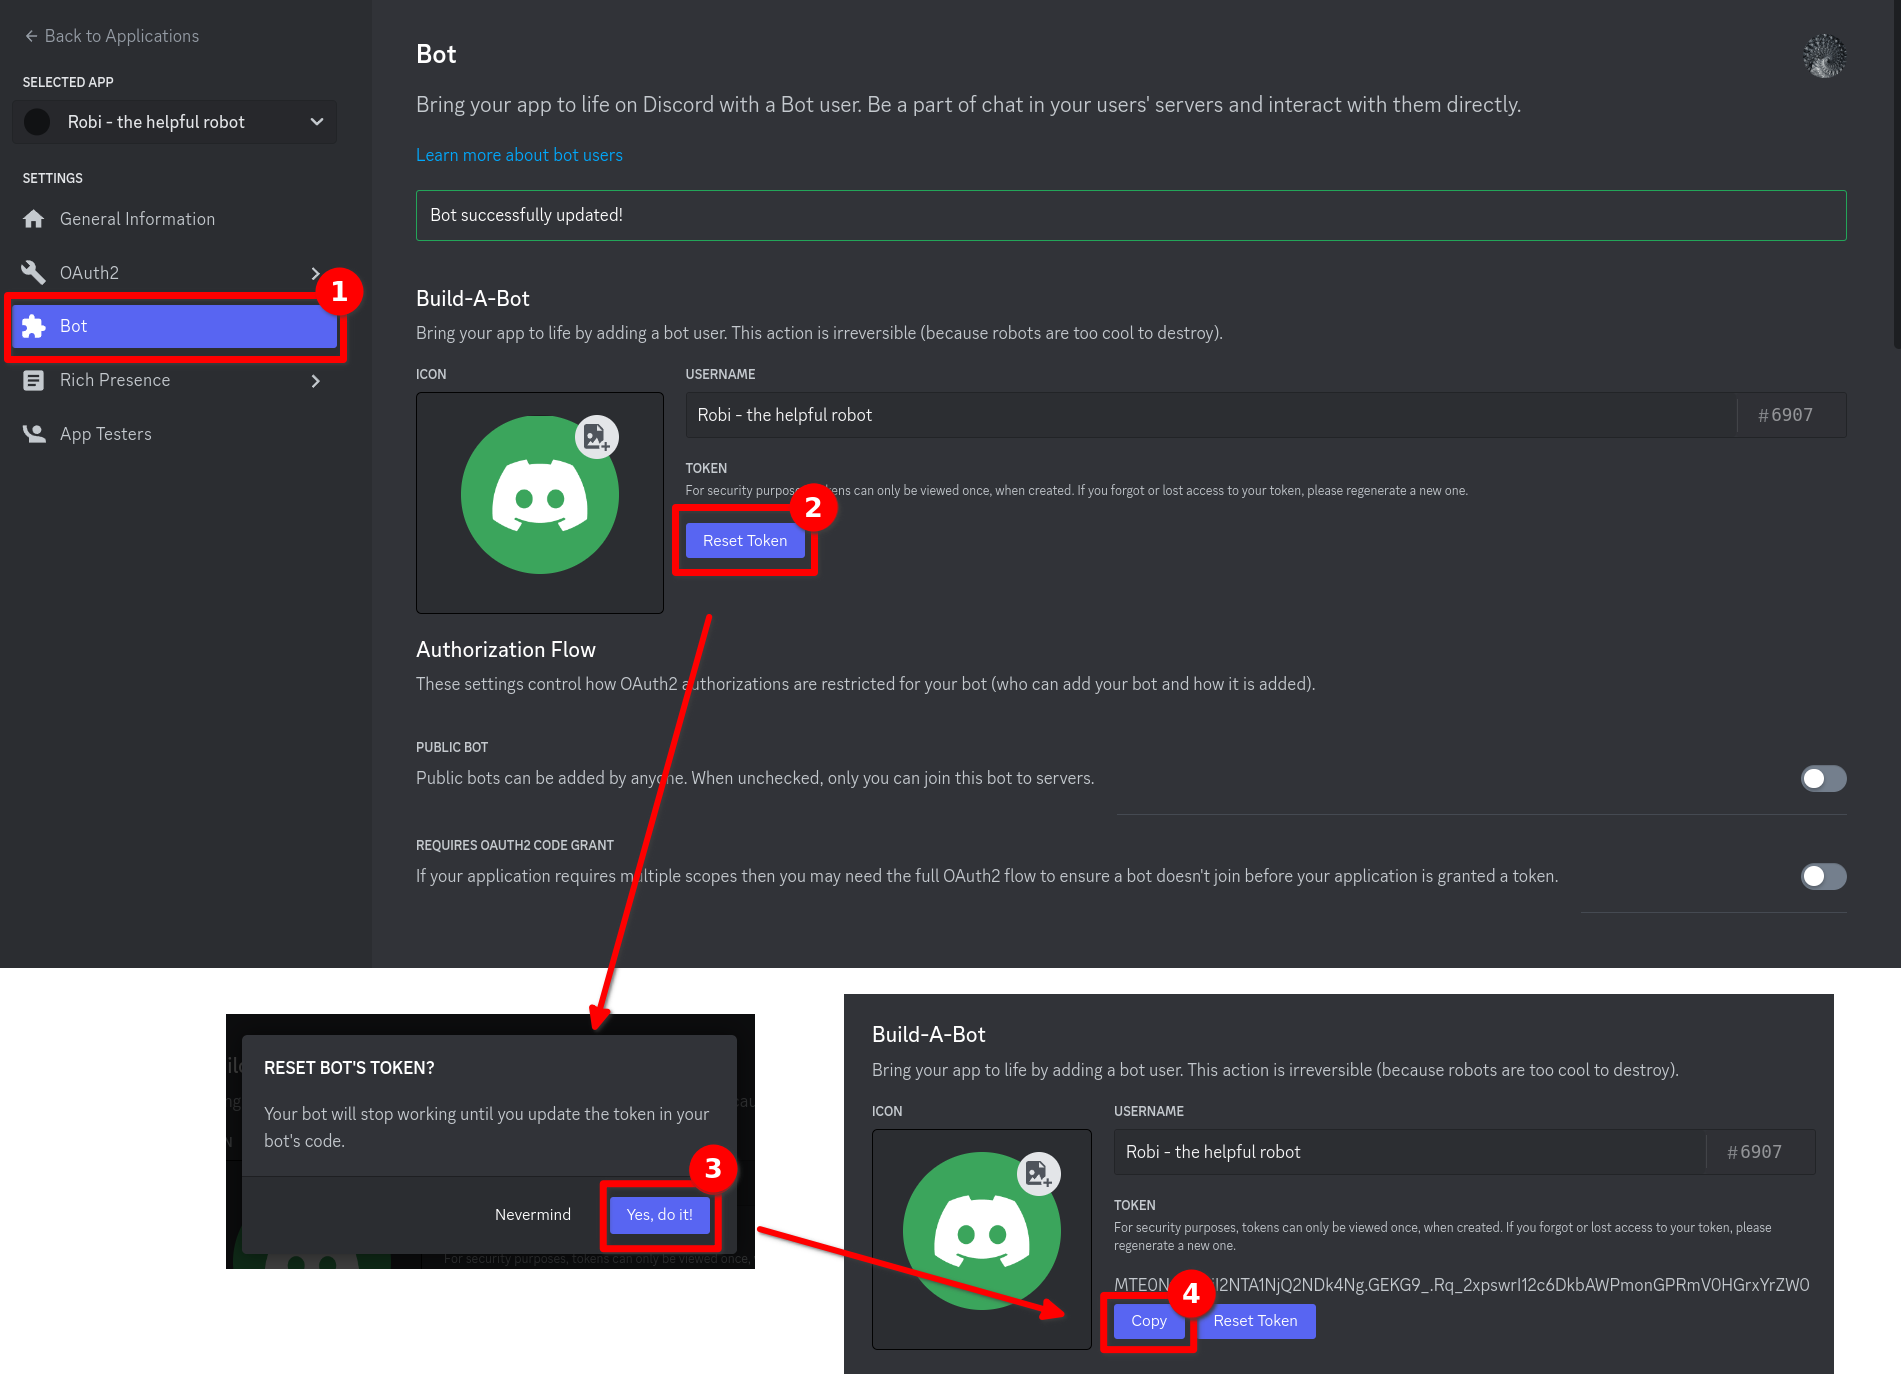 ← Back to Applications
SELECTED APP
Robi - the helpful robot
SETTINGS
General Information
OAuth2
1
Bot
Rich Presence
App Testers
Bot
Bring your app to life on Discord with a Bot user. Be a part of chat in your users' servers and interact with them directly.
Learn more about bot users
Bot successfully updated!
Build-A-Bot
Bring your app to life by adding a bot user. This action is irreversible (because robots are too cool to destroy).
ICON
USERNAME
Robi - the helpful robot
#6907
TOKEN
For security purpos kens can only be viewed once, when created. If you forgot or lost access to your token, please regenerate a new one.
2
Reset Token
Authorization Flow
These settings control how OAuth2 authorizations are restricted for your bot (who can add your bot and how it is added).
PUBLIC BOT
Public bots can be added by anyone. When unchecked, only you can join this bot to servers.
REQUIRES OAUTH2 CODE GRANT
If your application requires multiple scopes then you may need the full OAuth2 flow to ensure a bot doesn't join before your application is granted a token.
RESET BOT'S TOKEN?
Your bot will stop working until you update the token in your
bot's code.
3
Nevermind
Yes, do it!
For security purposes, tokens can only be viewed once,
Build-A-Bot
Bring your app to life by adding a bot user. This action is irreversible (because robots are too cool to destroy).
ICON
USERNAME
Robi - the helpful robot
#6907
TOKEN
For security purposes, tokens can only be viewed once, when created. If you forgot or lost access to your token, please
regenerate a new one.
4
Copy
Reset Token